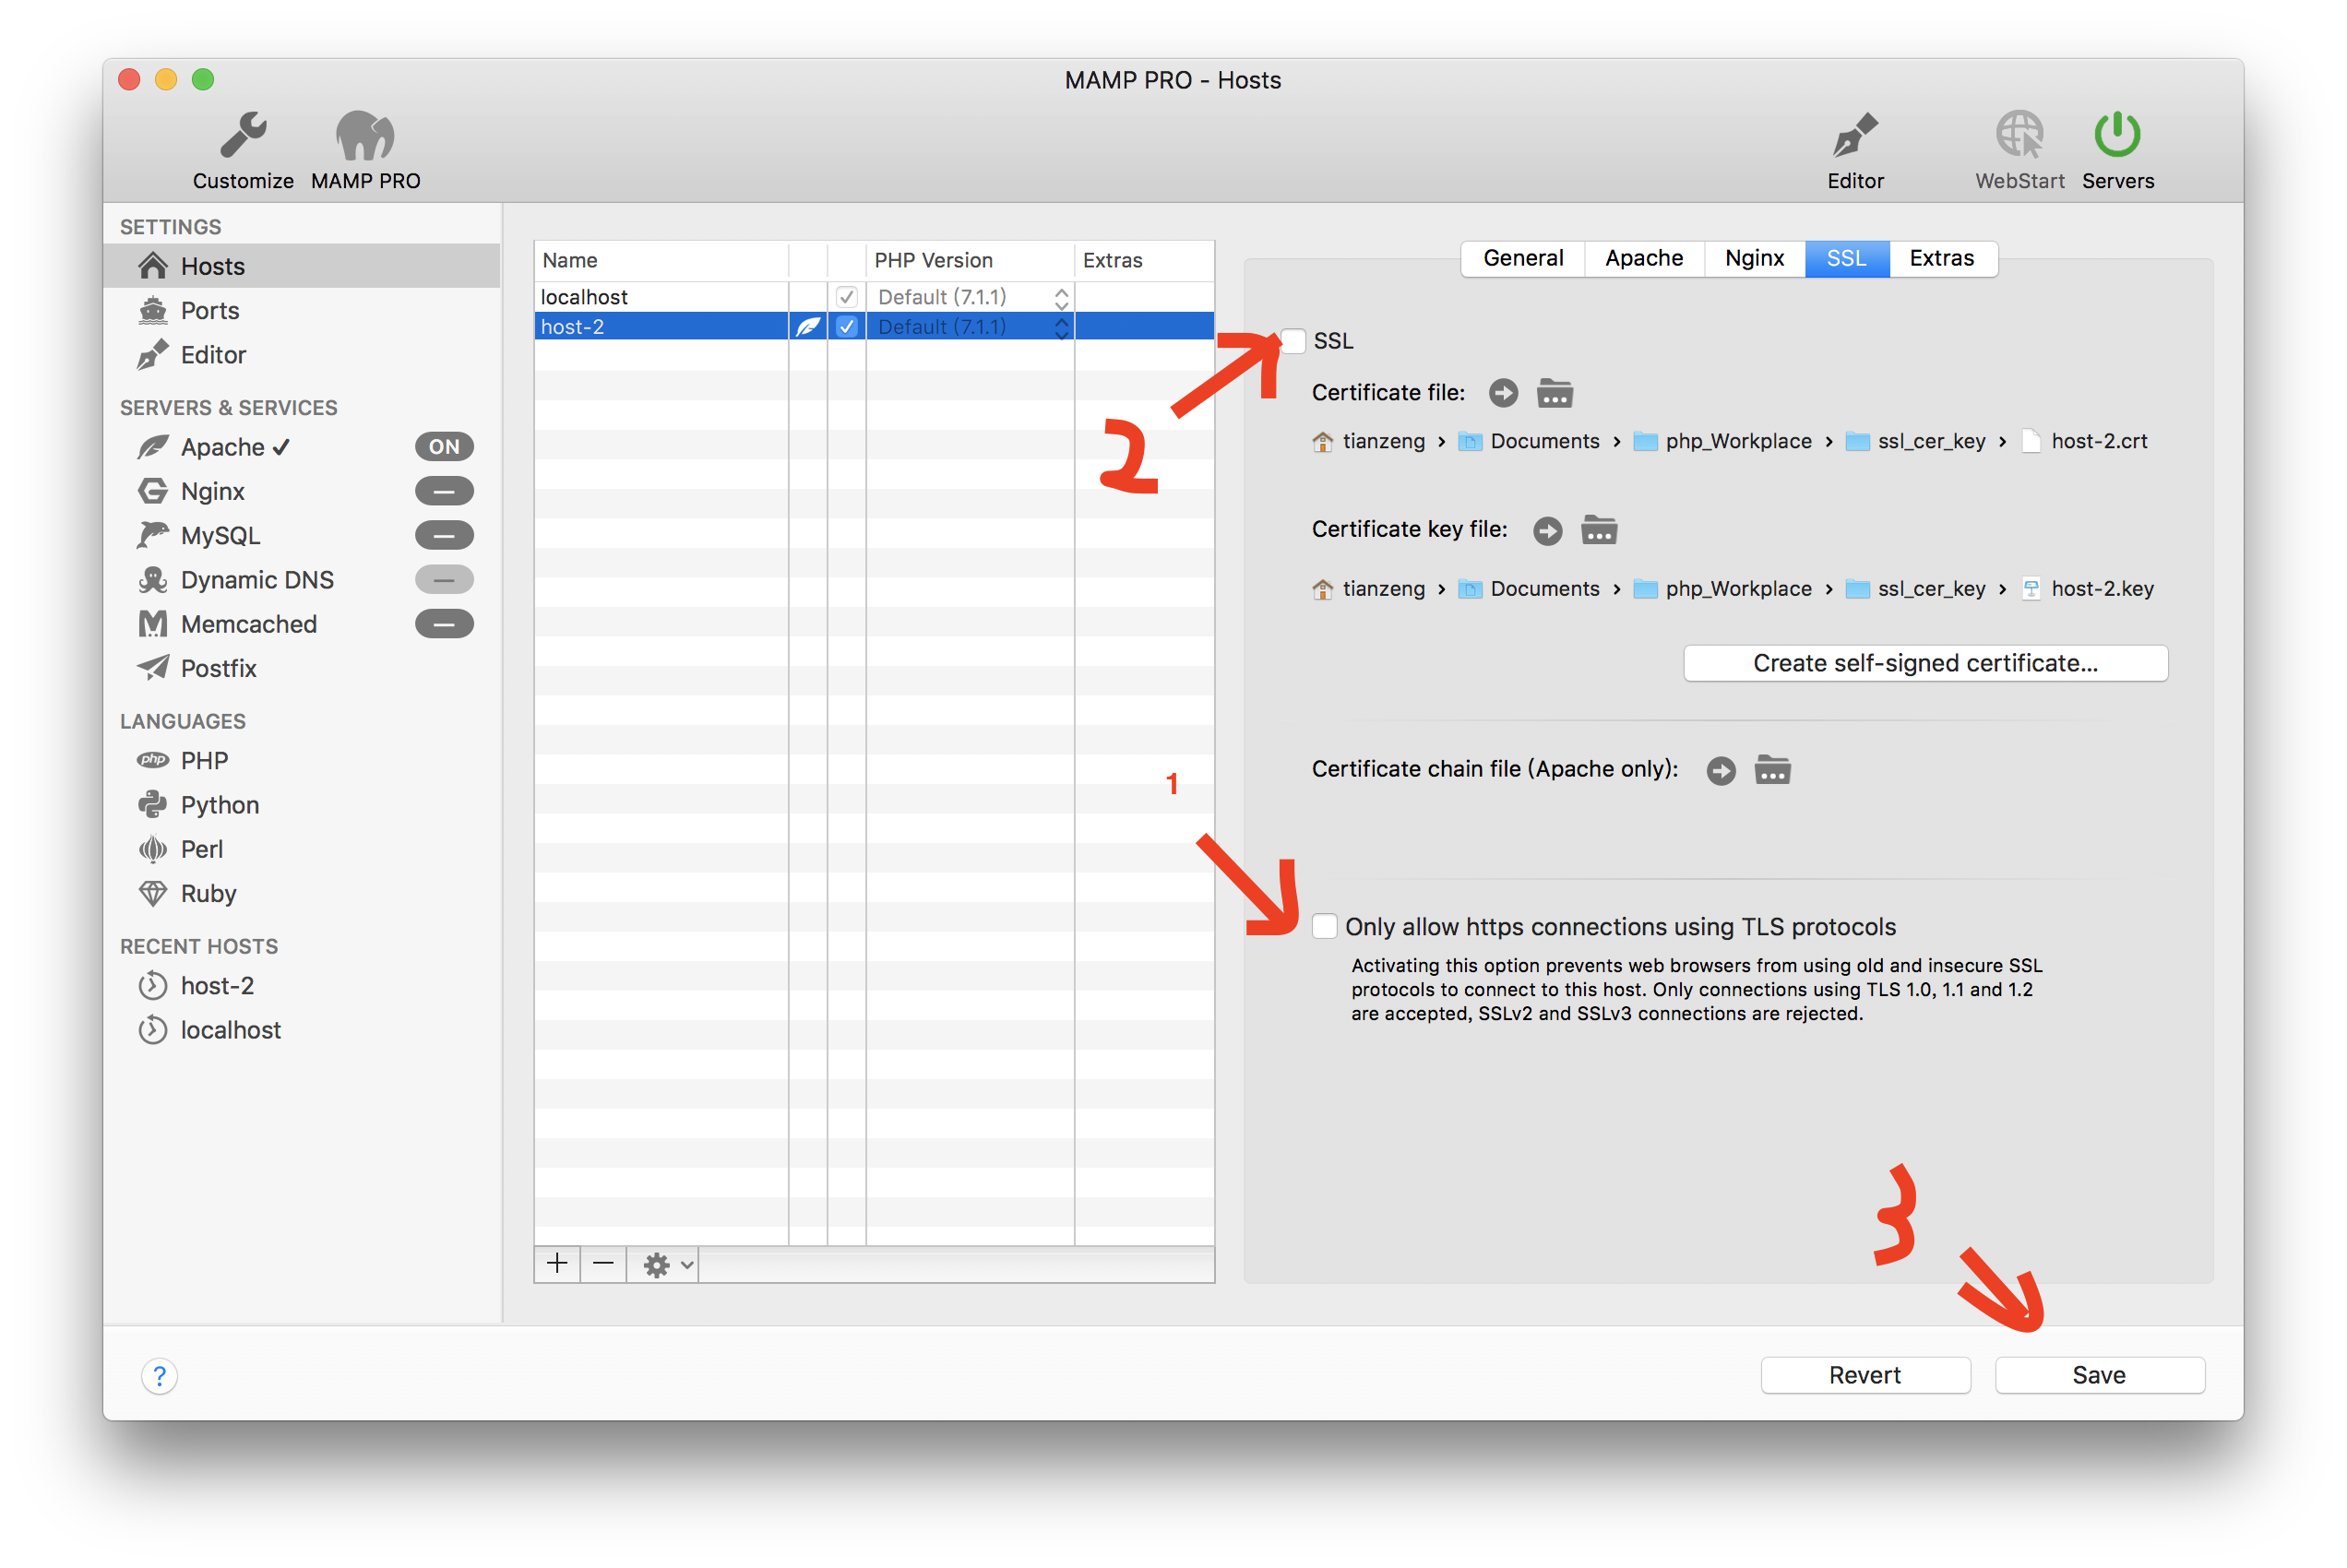 MAMP PRO - Hosts
Customize MAMP PRO Editor WebStart Servers
SETTINGS
Hosts
Ports
Editor
SERVERS & SERVICES
Apache ✓ ON
Nginx
MySQL
Dynamic DNS
Memcached
Postfix
LANGUAGES
php PHP
Python
Perl
Ruby
RECENT HOSTS
host-2
localhost
Name PHP Version Extras
localhost Default (7.1.1)
host-2 Default (7.1.1)
General Apache Nginx SSL Extras
2
SSL
Certificate file:
tianzeng › Documents › php_Workplace › ssl_cer_key › host-2.crt
Certificate key file:
tianzeng › Documents › php_Workplace › ssl_cer_key › host-2.key
Create self-signed certificate...
Certificate chain file (Apache only):
1
Only allow https connections using TLS protocols
Activating this option prevents web browsers from using old and insecure SSL
protocols to connect to this host. Only connections using TLS 1.0, 1.1 and 1.2
are accepted, SSLv2 and SSLv3 connections are rejected.
3
? Revert Save